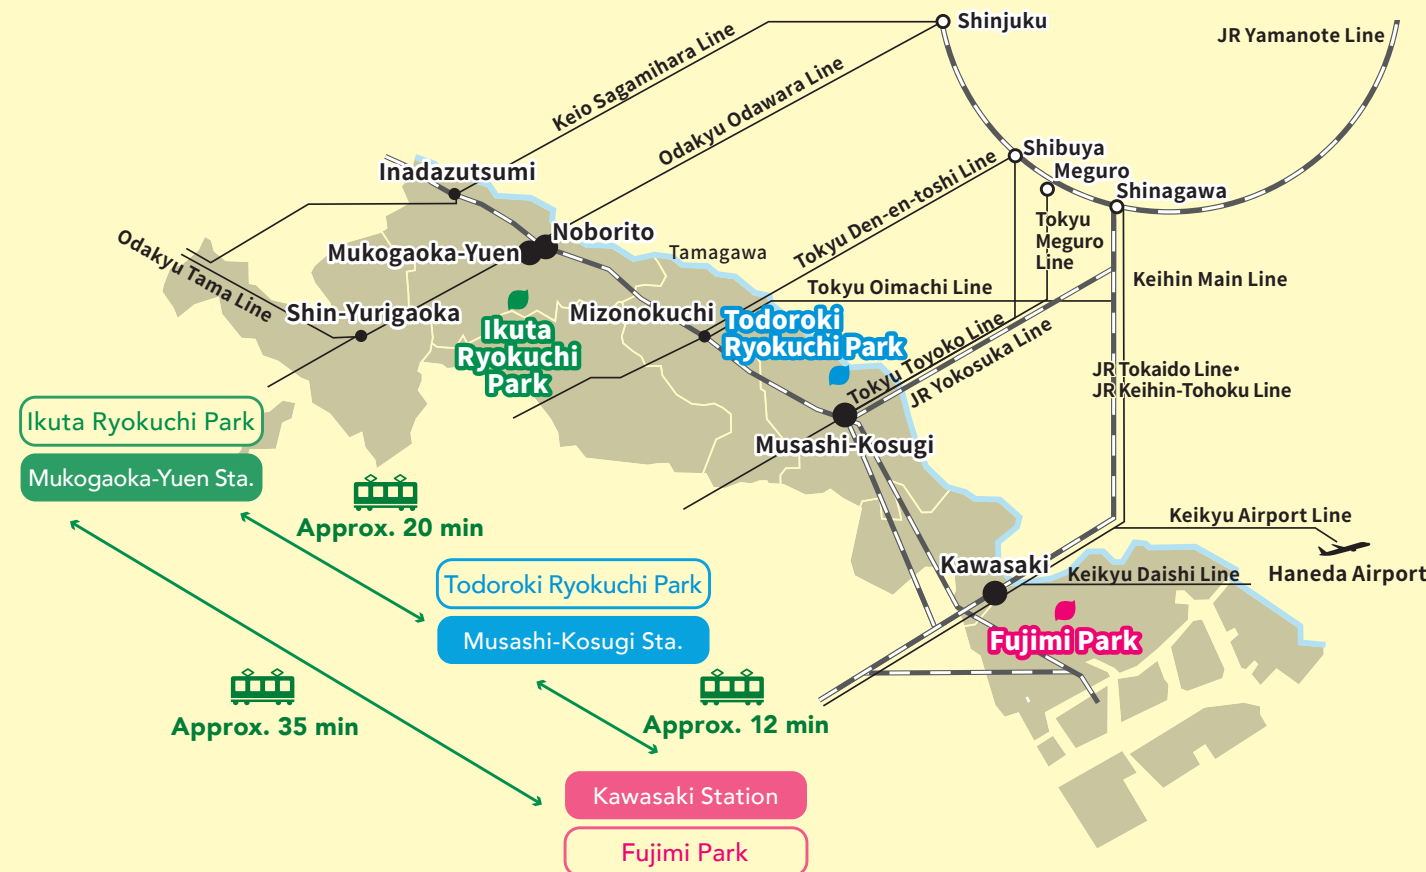 Shinjuku
JR Yamanote Line
Keio Sagamihara Line
Odakyu Odawara Line
Inadazutsumi
Shibuya
Meguro
Shinagawa
Tokyu Den-en-toshi Line
Tokyu
Meguro
Line
Noborito
Mukogaoka-Yuen
Tamagawa
Odakyu Tama Line
Tokyu Oimachi Line
Keihin Main Line
Shin-Yurigaoka
Mizonokuchi
Ikuta
Ryokuchi
Park
Todoroki
Ryokuchi Park
Tokyu Toyoko Line
JR Yokosuka Line
JR Tokaido Line・
JR Keihin-Tohoku Line
Musashi-Kosugi
Ikuta Ryokuchi Park
Mukogaoka-Yuen Sta.
Approx. 20 min
Keikyu Airport Line
Kawasaki
Keikyu Daishi Line
Haneda Airport
Todoroki Ryokuchi Park
Musashi-Kosugi Sta.
Fujimi Park
Approx. 35 min
Approx. 12 min
Kawasaki Station
Fujimi Park